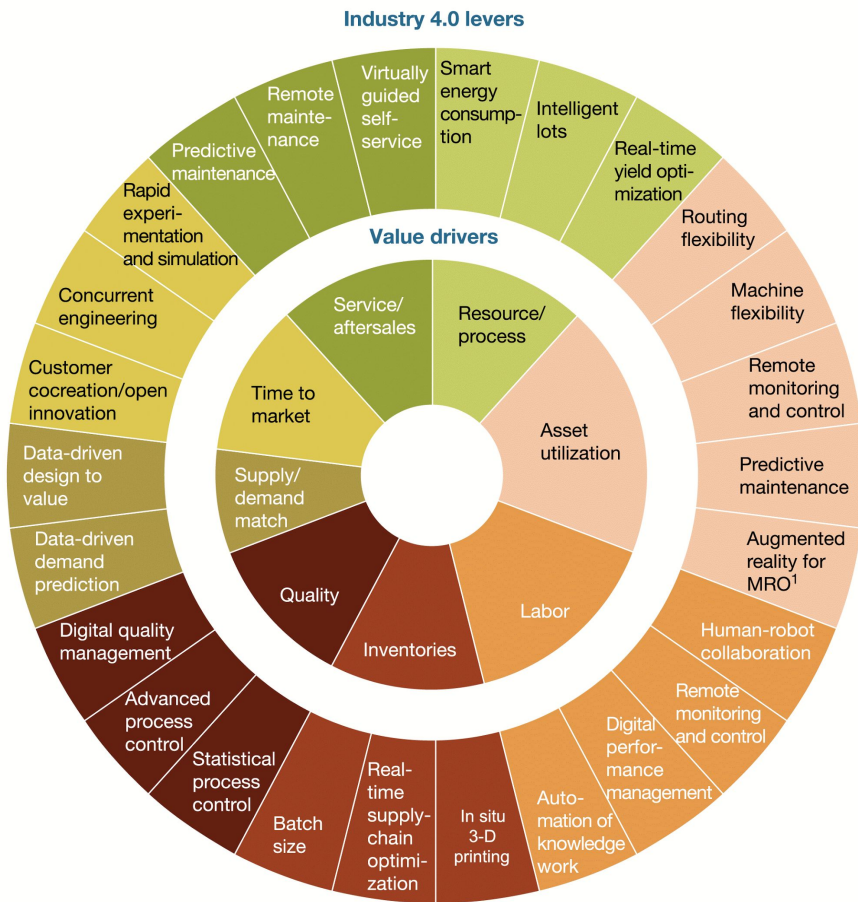 Industry 4.0 levers
Smart
energy
consump-
tion
Intelligent
lots
Real-time
yield opti-
mization
Routing
flexibility
Machine
flexibility
Remote
monitoring
and control
Predictive
maintenance
Augmented
reality for
MRO1
Human-robot
collaboration
Remote
monitoring
and control
Digital
perfor-
mance
management
Auto-
mation of
knowledge
work
In situ
3-D
printing
Real-
time
supply-
chain
optimi-
zation
Batch
size
Statistical
process
control
Advanced
process
control
Digital quality
management
Data-driven
demand
prediction
Data-driven
design to
value
Customer
cocreation/open
innovation
Concurrent
engineering
Rapid
experi-
mentation
and simulation
Predictive
maintenance
Remote
mainte-
nance
Virtually
guided
self-
service
Value drivers
Resource/
process
Asset
utilization
Labor
Inventories
Quality
Supply/
demand
match
Time to
market
Service/
aftersales